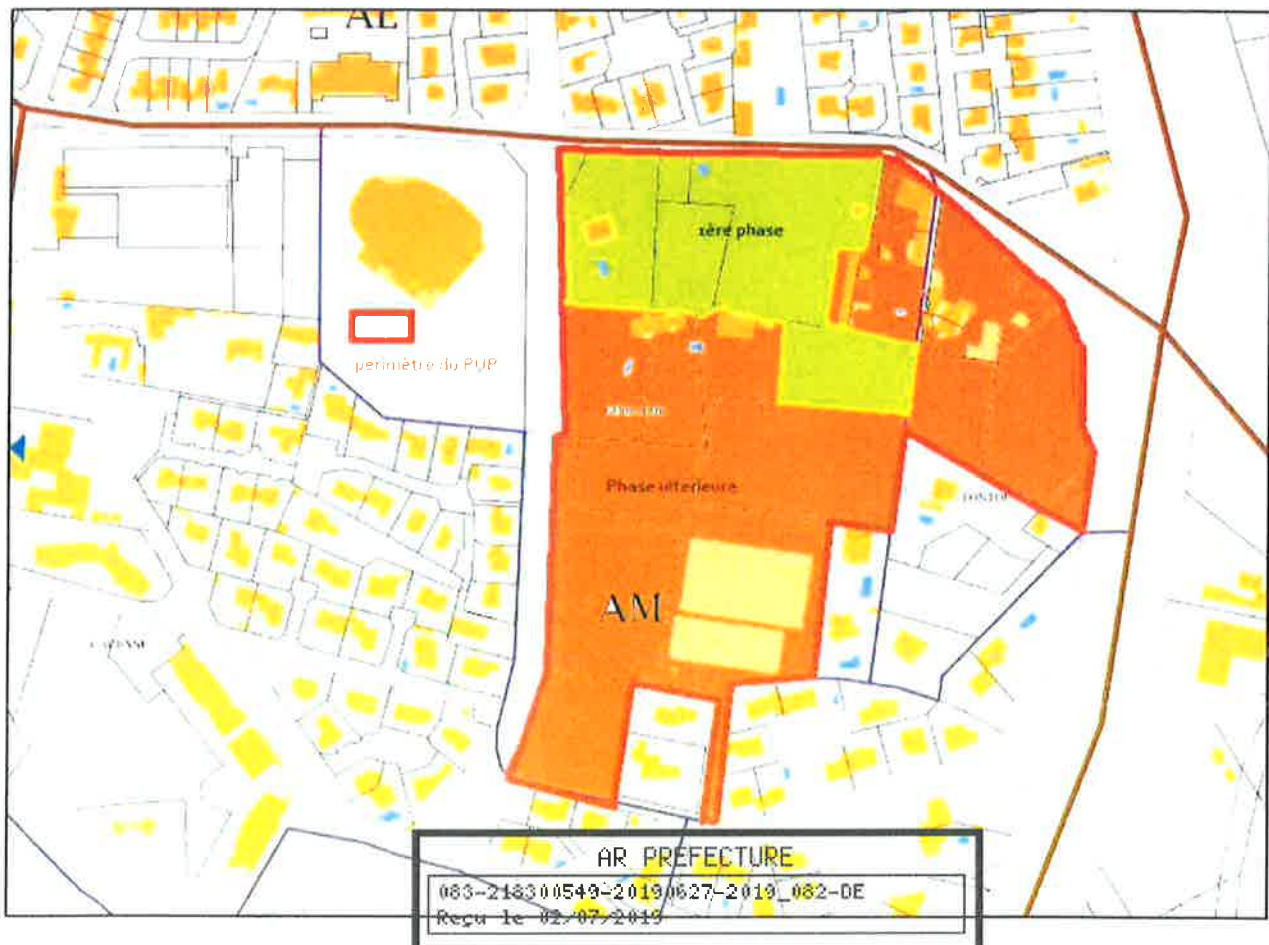 AL
1ère phase
périmètre du PUP
Phase ultérieure
AM
AR PREFECTURE
083-218300549-20190627-2019_082-DE
Reçu le 02/07/2019